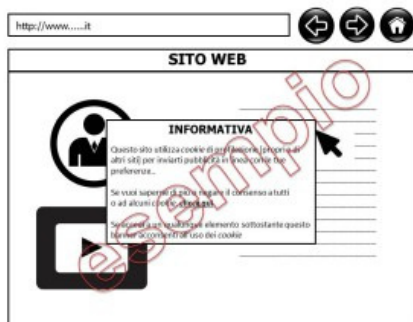 http://www......it
SITO WEB
INFORMATIVA
Questo sito utilizza cookie di profilazione (propri o di
altri siti) per inviarti pubblicità in linea con le tue
preferenze..
Se vuoi saperne di più o negare il consenso a tutti
o ad alcuni cookie, clicca qui
Se accedi a un qualunque elemento sottostante questo
banner acconsenti all'uso dei cookie
esempio